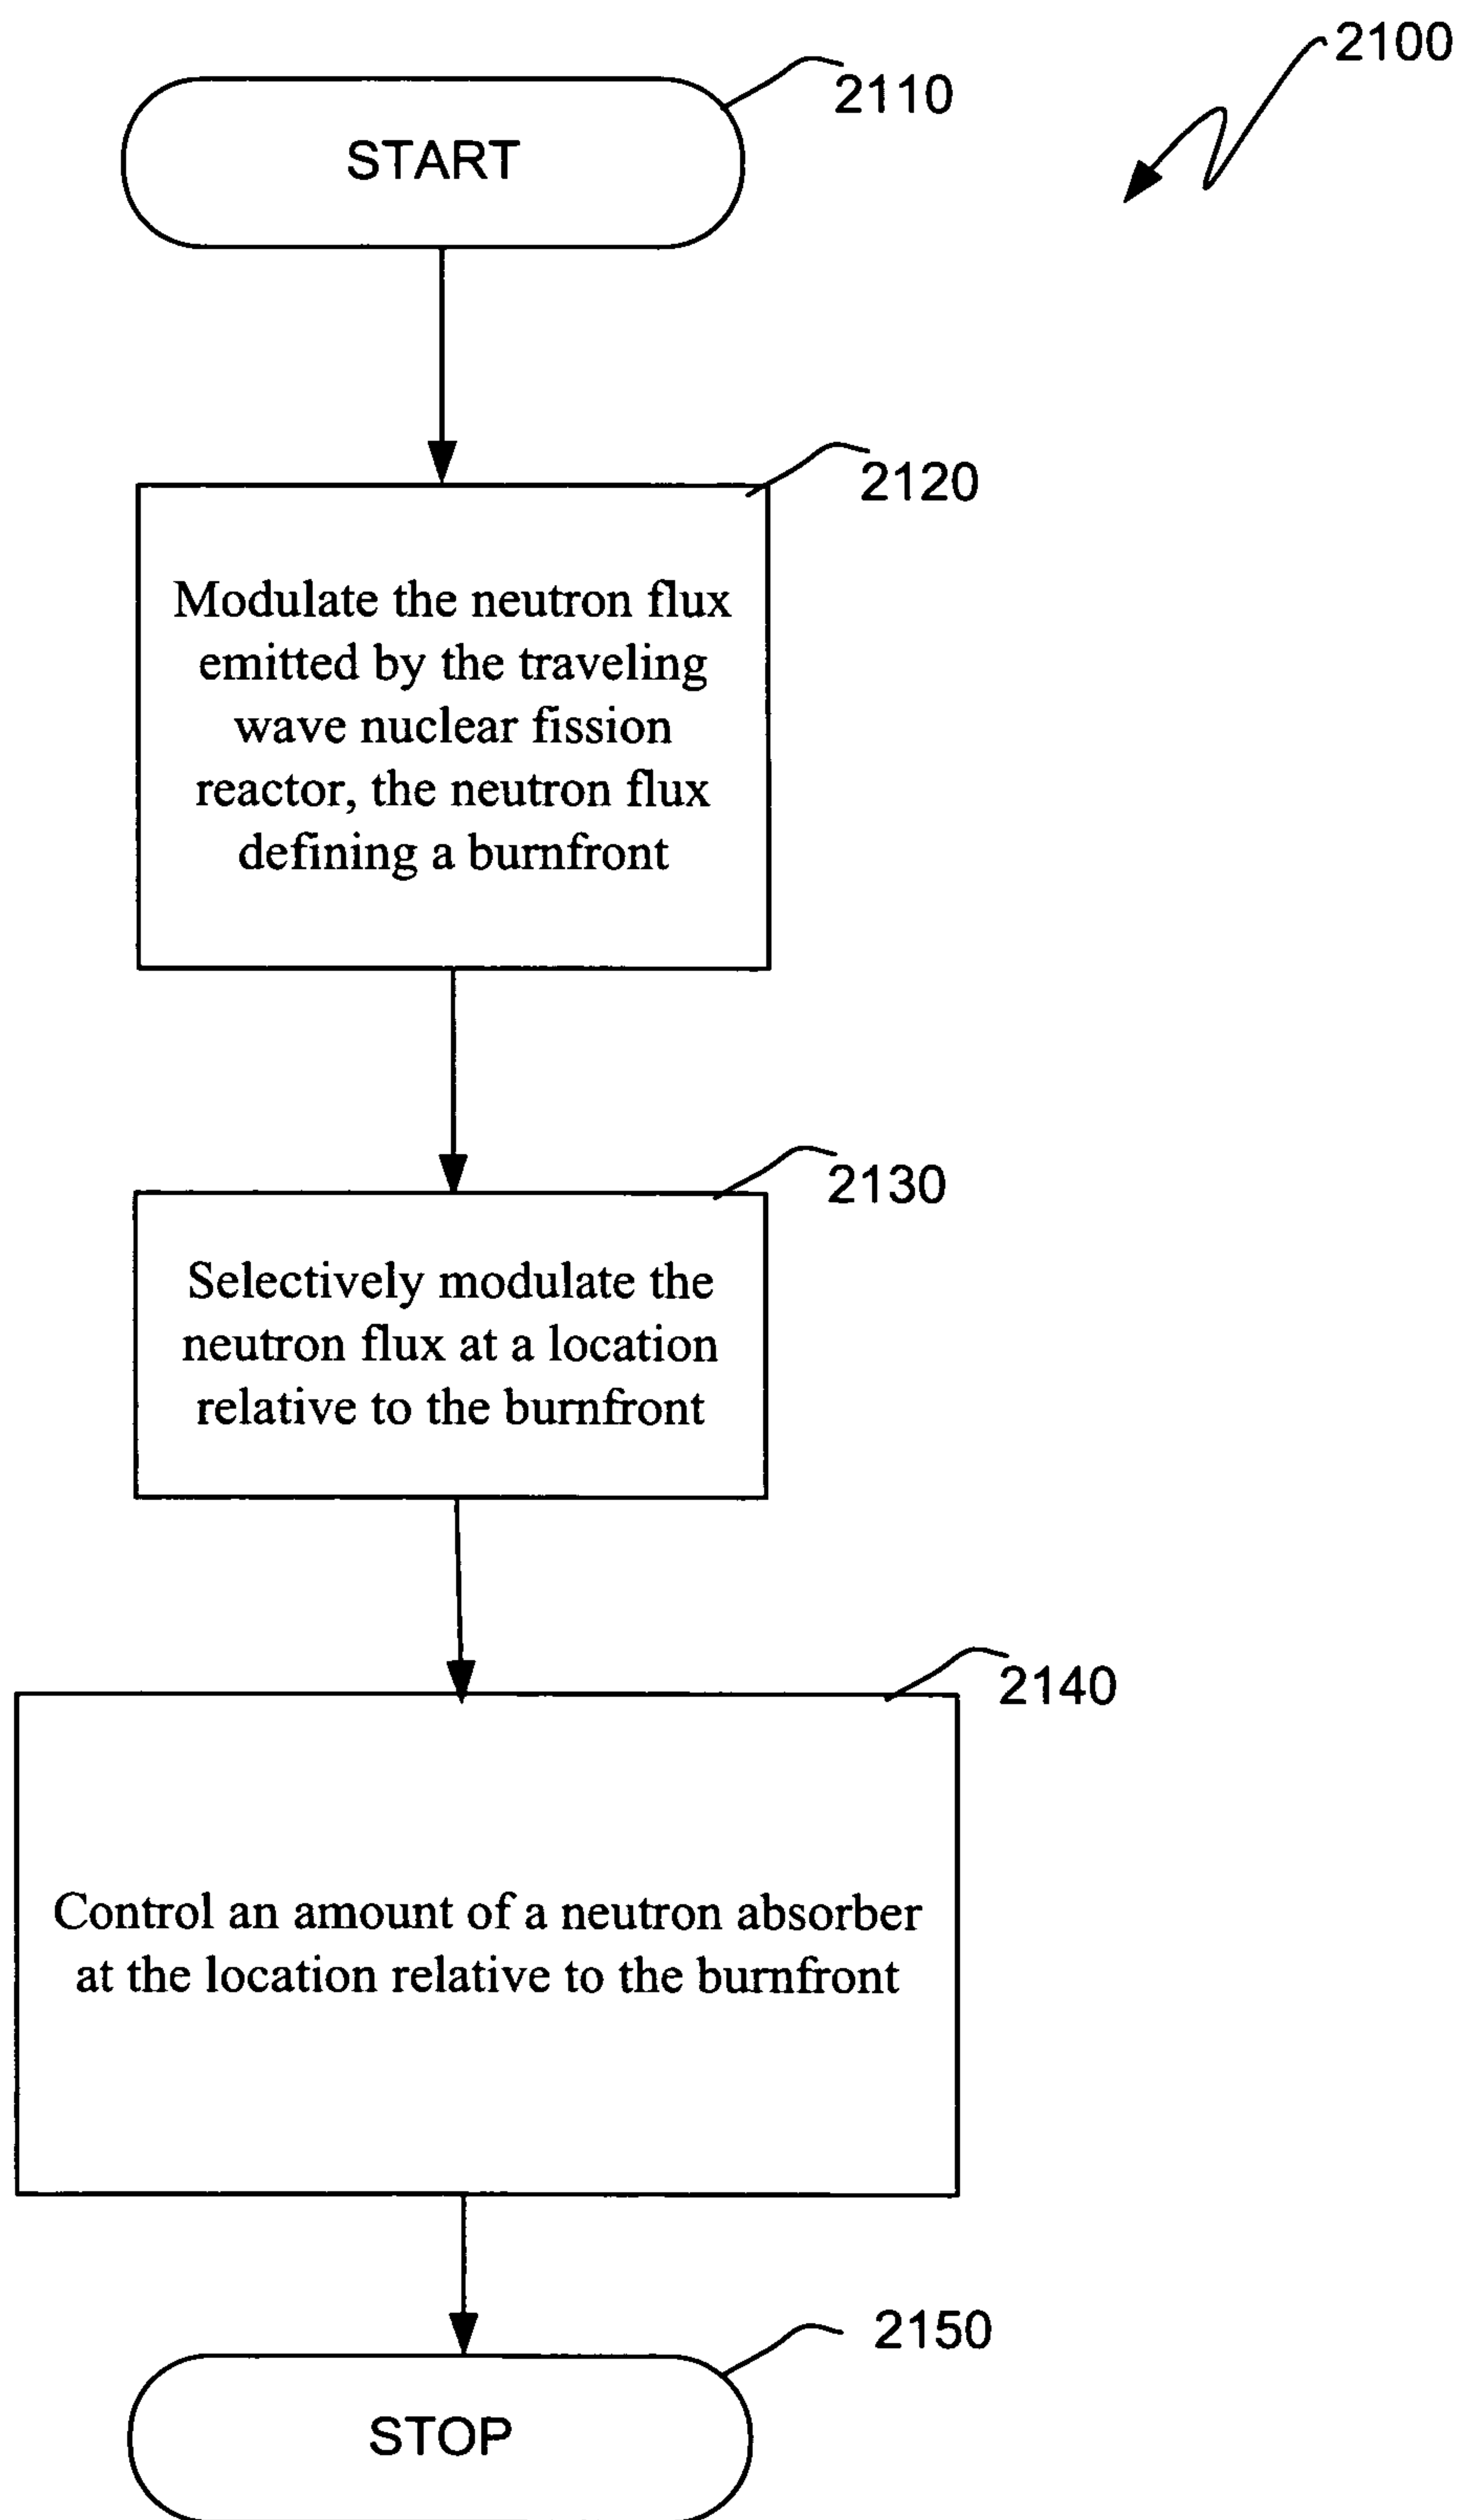 2100
2110
START
2120
Modulate the neutron flux
emitted by the traveling
wave nuclear fission
reactor, the neutron flux
defining a burnfront
2130
Selectively modulate the
neutron flux at a location
relative to the burnfront
2140
Control an amount of a neutron absorber
at the location relative to the burnfront
2150
STOP